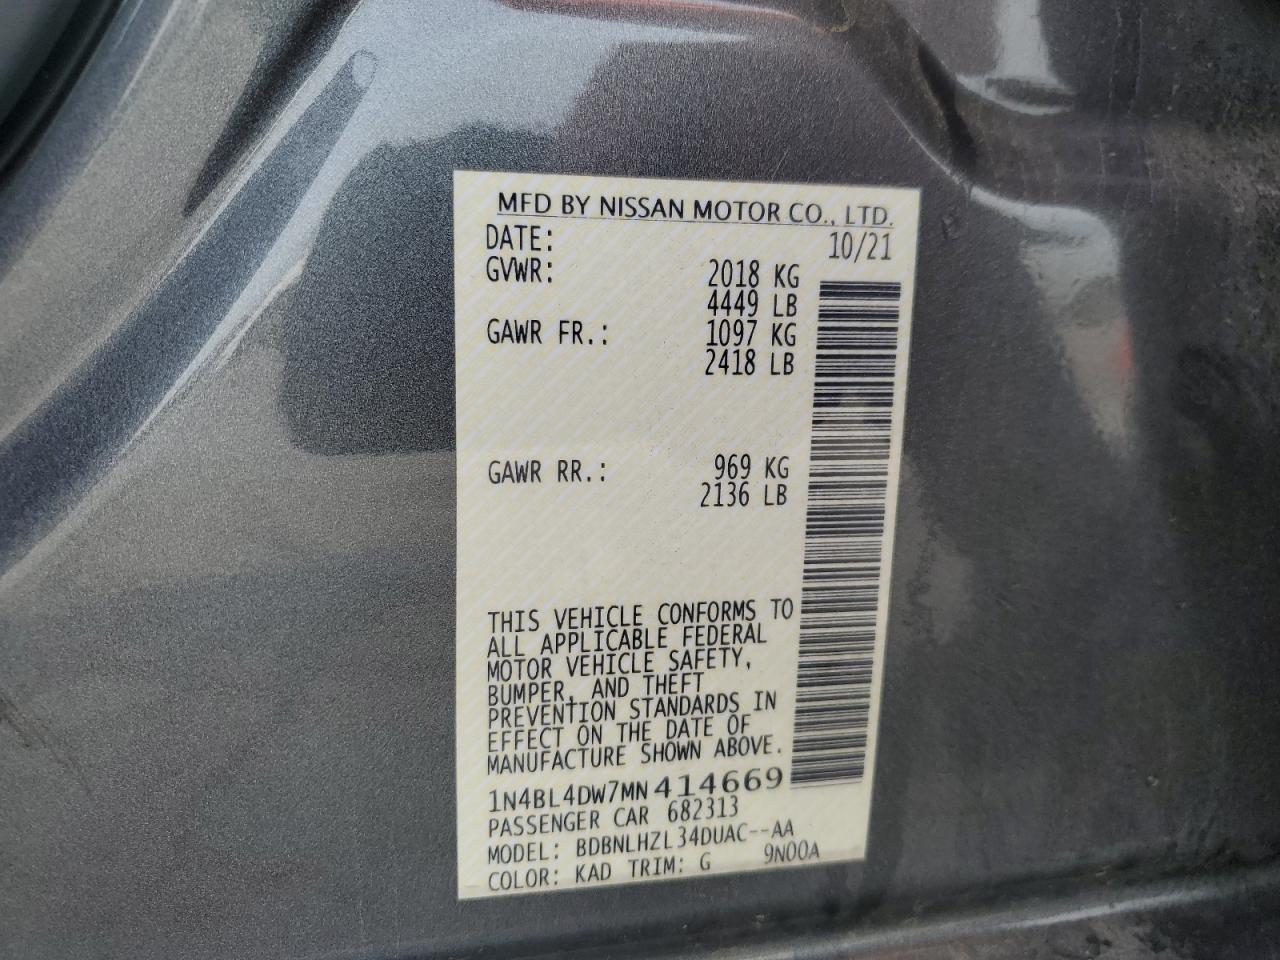 MFD BY NISSAN MOTOR CO., LTD.
DATE: 10/21
GVWR: 2018 KG
4449 LB
GAWR FR.: 1097 KG
2418 LB
GAWR RR.: 969 KG
2136 LB
THIS VEHICLE CONFORMS TO
ALL APPLICABLE FEDERAL
MOTOR VEHICLE SAFETY,
BUMPER, AND THEFT
PREVENTION STANDARDS IN
EFFECT ON THE DATE OF
MANUFACTURE SHOWN ABOVE.
1N4BL4DW7MN414669
PASSENGER CAR 682313
MODEL: BDBNLHZL34DUAC--AA
COLOR: KAD TRIM: G 9N00A